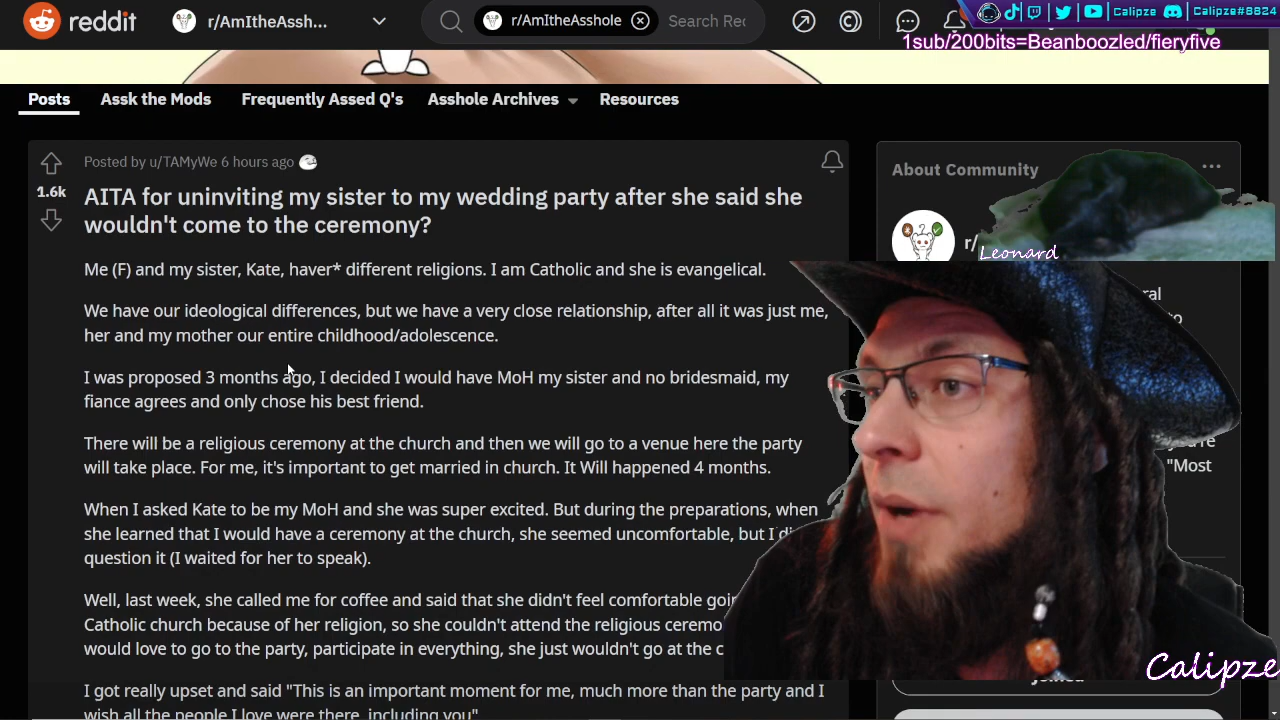 reddit
r/AmItheAssh...
r/AmItheAsshole
Search Rec
Calipze
Calipze#8824
1sub/200bits=Beanboozled/fieryfive
Posts
Assk the Mods
Frequently Assed Q's
Asshole Archives
Resources
Posted by u/TAMyWe 6 hours ago
1.6k
AITA for uninviting my sister to my wedding party after she said she
wouldn't come to the ceremony?
Me (F) and my sister, Kate, haver* different religions. I am Catholic and she is evangelical.
We have our ideological differences, but we have a very close relationship, after all it was just me,
her and my mother our entire childhood/adolescence.
I was proposed 3 months ago, I decided I would have MoH my sister and no bridesmaid, my
fiance agrees and only chose his best friend.
There will be a religious ceremony at the church and then we will go to a venue here the party
will take place. For me, it's important to get married in church. It Will happened 4 months.
When I asked Kate to be my MoH and she was super excited. But during the preparations, when
she learned that I would have a ceremony at the church, she seemed uncomfortable, but I di
question it (I waited for her to speak).
Well, last week, she called me for coffee and said that she didn't feel comfortable goin
Catholic church because of her religion, so she couldn't attend the religious ceremo
would love to go to the party, participate in everything, she just wouldn't go at the c
I got really upset and said "This is an important moment for me, much more than the party and I
wish all the people I love were there, including you"
About Community
r/
Leonard
ral
to
"Most
Calipze